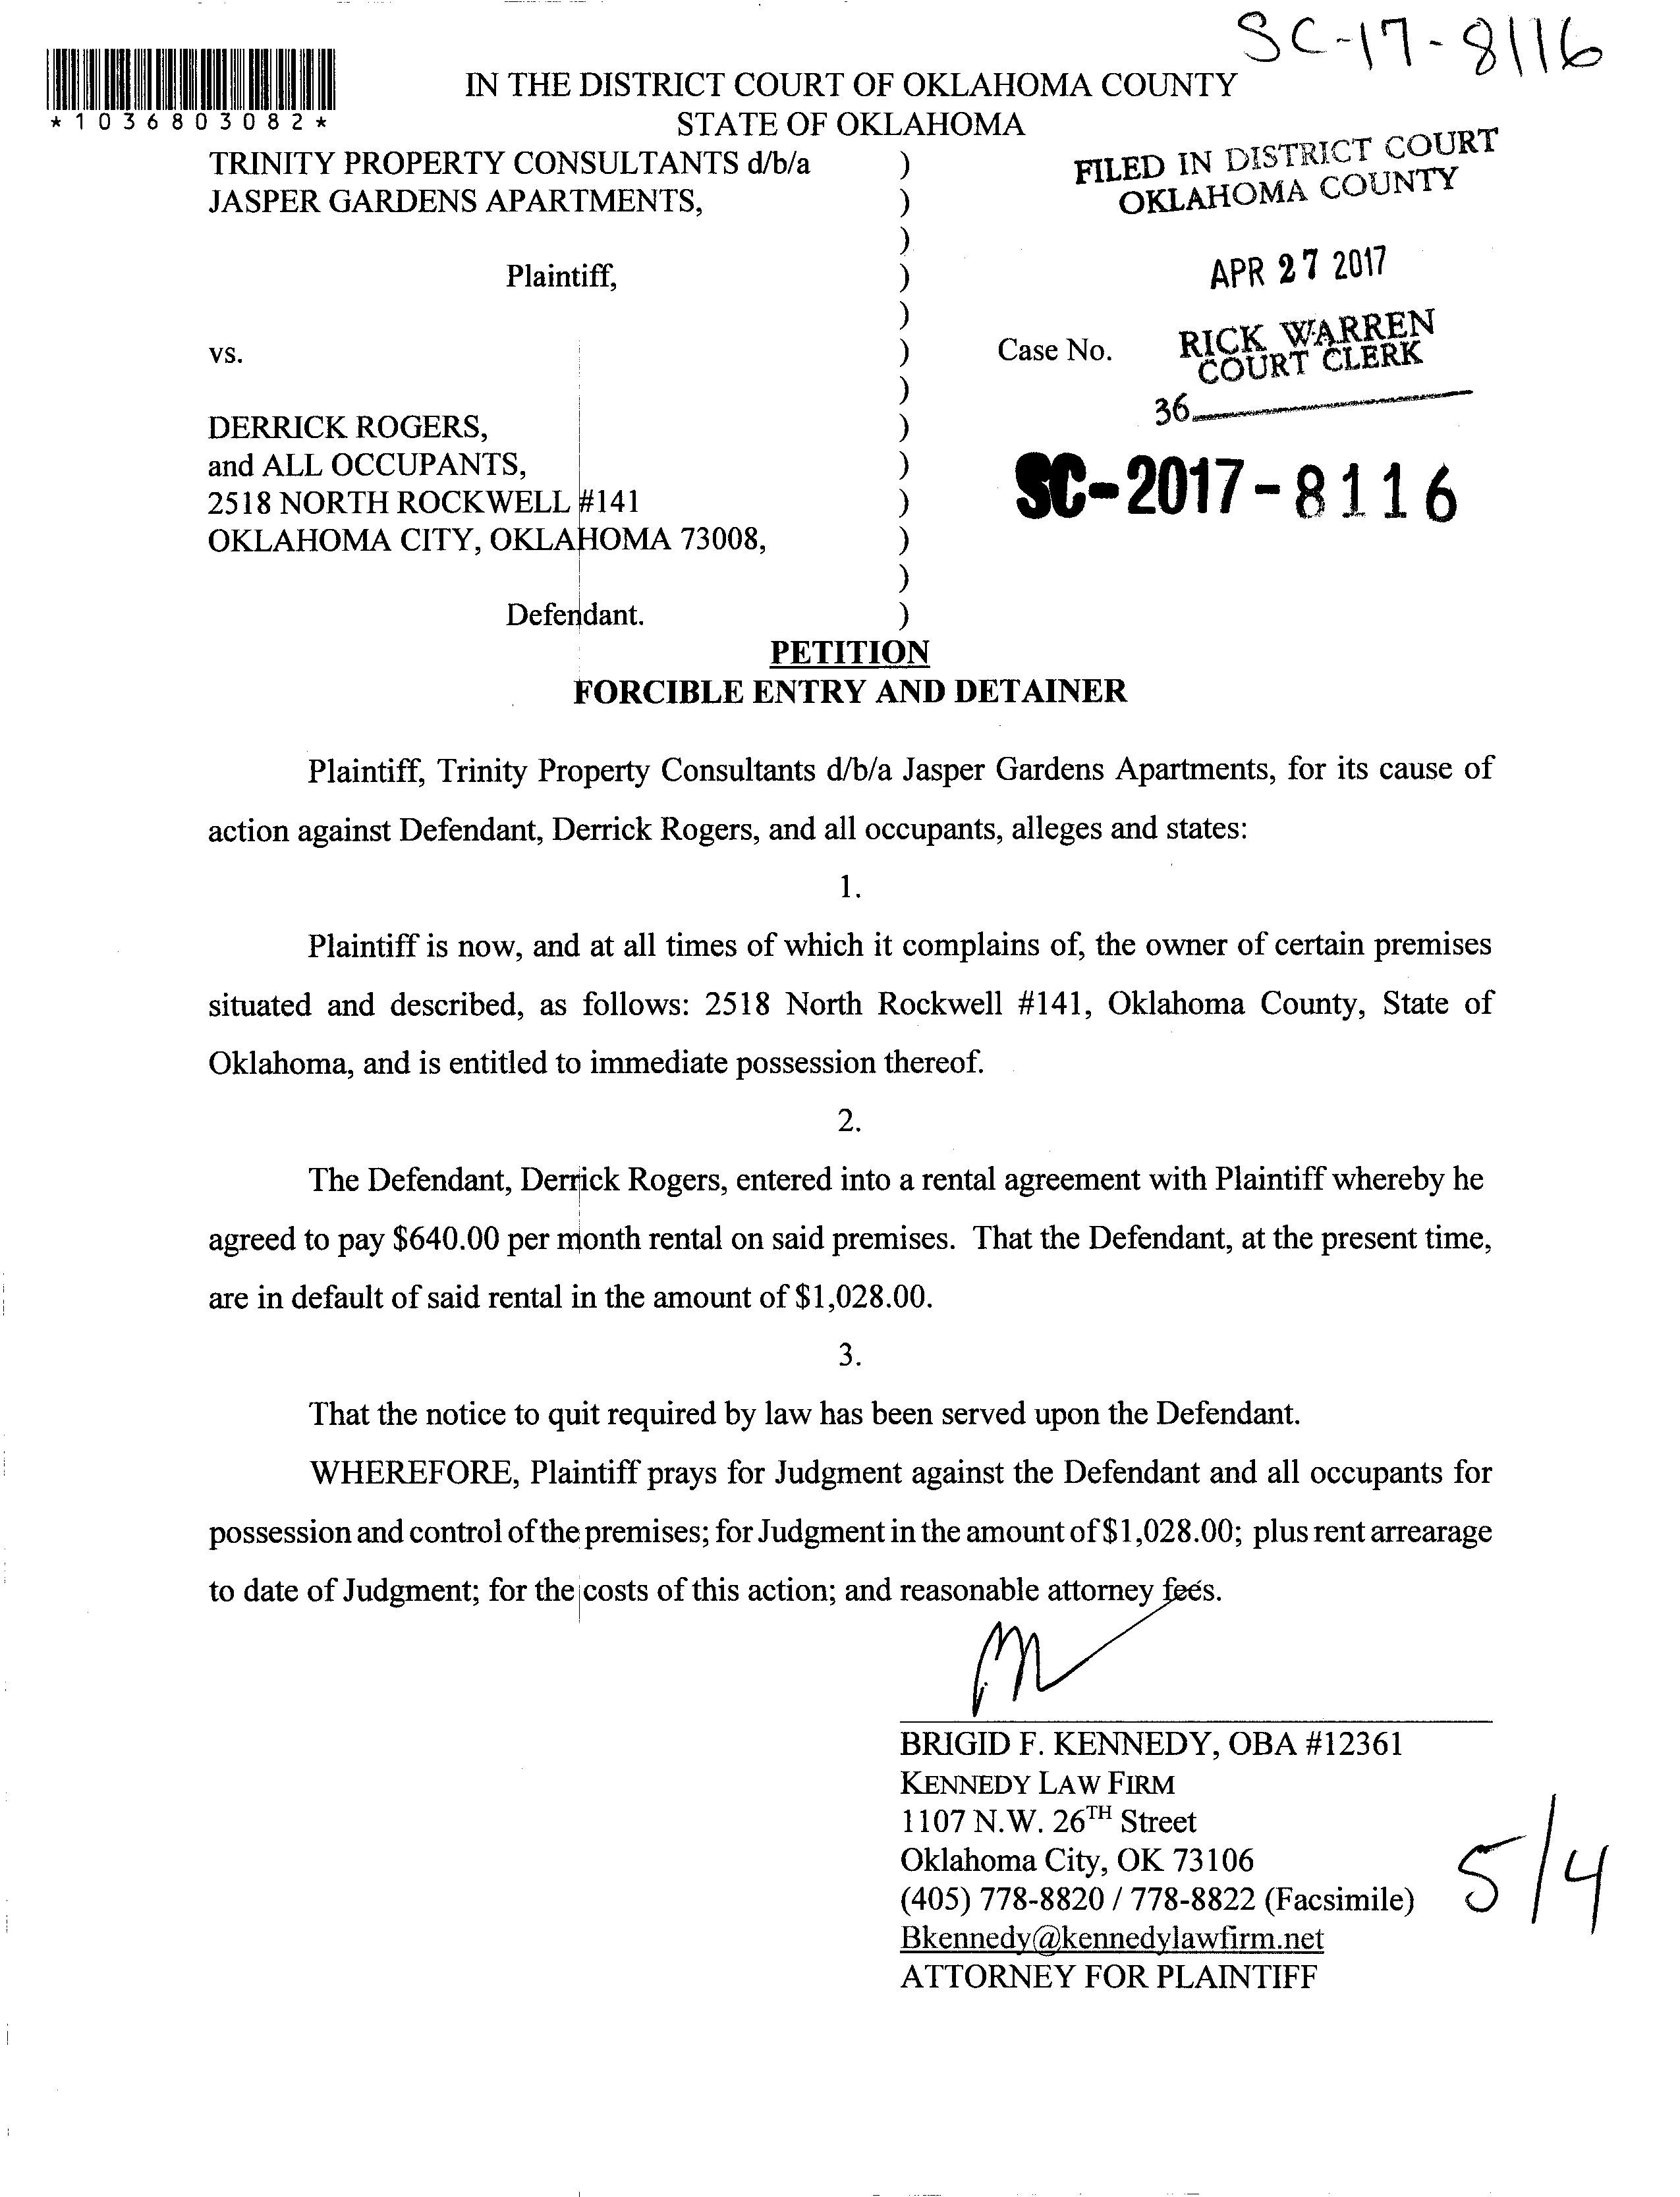 SC-17-8116
*1036803082*
IN THE DISTRICT COURT OF OKLAHOMA COUNTY
STATE OF OKLAHOMA
TRINITY PROPERTY CONSULTANTS d/b/a )
JASPER GARDENS APARTMENTS, )
)
Plaintiff, )
)
vs. ) Case No.
)
DERRICK ROGERS, )
and ALL OCCUPANTS, )
2518 NORTH ROCKWELL #141 )
OKLAHOMA CITY, OKLAHOMA 73008, )
)
Defendant. )
FILED IN DISTRICT COURT
OKLAHOMA COUNTY
APR 27 2017
RICK WARREN
COURT CLERK
36
SC-2017-8116
PETITION
FORCIBLE ENTRY AND DETAINER
Plaintiff, Trinity Property Consultants d/b/a Jasper Gardens Apartments, for its cause of
action against Defendant, Derrick Rogers, and all occupants, alleges and states:
1.
Plaintiff is now, and at all times of which it complains of, the owner of certain premises
situated and described, as follows: 2518 North Rockwell #141, Oklahoma County, State of
Oklahoma, and is entitled to immediate possession thereof.
2.
The Defendant, Derrick Rogers, entered into a rental agreement with Plaintiff whereby he
agreed to pay $640.00 per month rental on said premises. That the Defendant, at the present time,
are in default of said rental in the amount of $1,028.00.
3.
That the notice to quit required by law has been served upon the Defendant.
WHEREFORE, Plaintiff prays for Judgment against the Defendant and all occupants for
possession and control of the premises; for Judgment in the amount of $1,028.00; plus rent arrearage
to date of Judgment; for the costs of this action; and reasonable attorney fees.
BRIGID F. KENNEDY, OBA #12361
KENNEDY LAW FIRM
1107 N.W. 26TH Street
Oklahoma City, OK 73106
(405) 778-8820 / 778-8822 (Facsimile)
Bkennedy@kennedylawfirm.net
ATTORNEY FOR PLAINTIFF
5/4